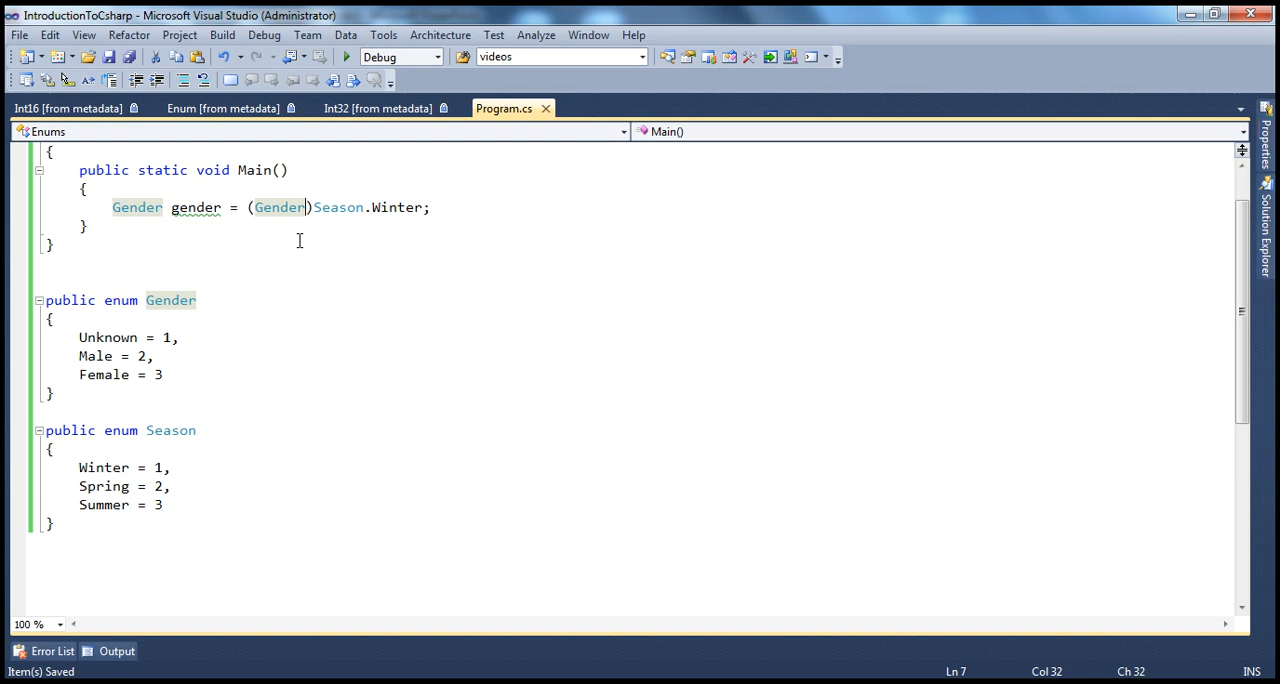 IntroductionToCsharp - Microsoft Visual Studio (Administrator)
File Edit View Refactor Project Build Debug Team Data Tools Architecture Test Analyze Window Help
Debug videos
Int16 [from metadata] Enum [from metadata] Int32 [from metadata] Program.cs
Enums Main()
{
public static void Main()
{
Gender gender = (Gender)Season.Winter;
}
}
public enum Gender
{
Unknown = 1,
Male = 2,
Female = 3
}
public enum Season
{
Winter = 1,
Spring = 2,
Summer = 3
}
Properties
Solution Explorer
100 %
Error List Output
Item(s) Saved Ln 7 Col 32 Ch 32 INS